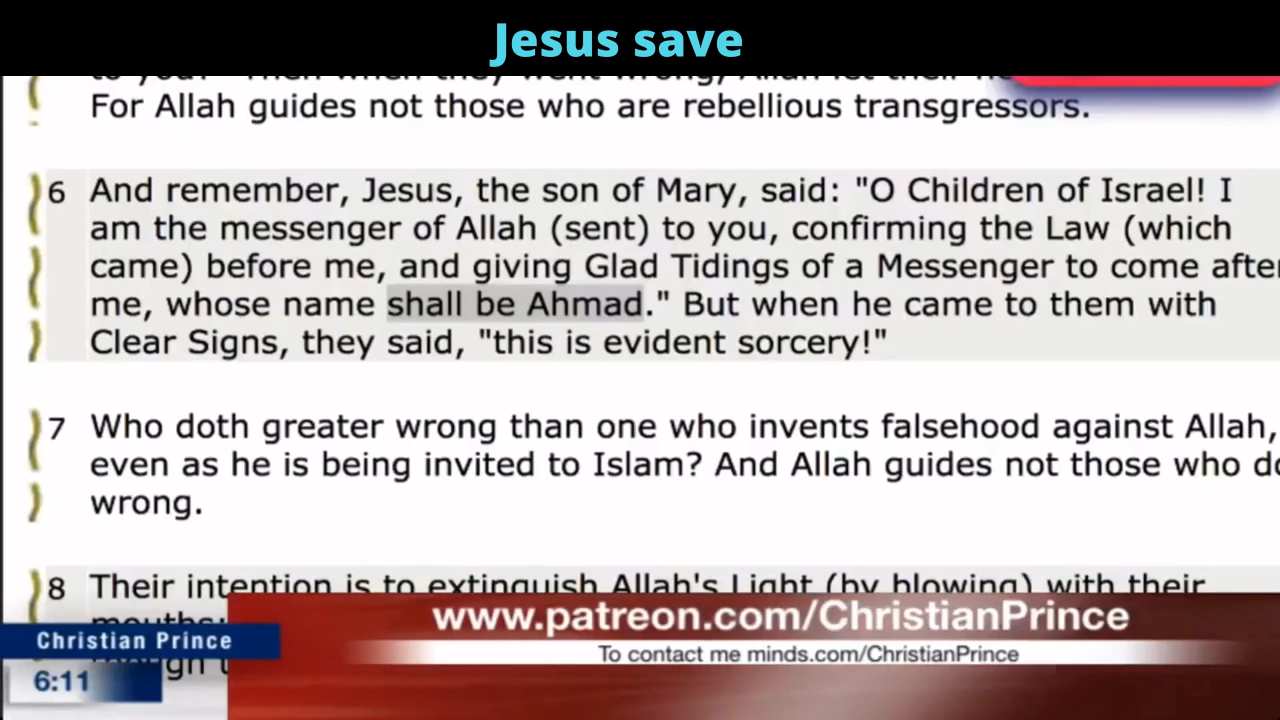 Jesus save
For Allah guides not those who are rebellious transgressors.
6 And remember, Jesus, the son of Mary, said: "O Children of Israel! I
am the messenger of Allah (sent) to you, confirming the Law (which
came) before me, and giving Glad Tidings of a Messenger to come after
me, whose name shall be Ahmad." But when he came to them with
Clear Signs, they said, "this is evident sorcery!"
7 Who doth greater wrong than one who invents falsehood against Allah,
even as he is being invited to Islam? And Allah guides not those who do
wrong.
8 Their intention is to extinguish Allah's Light (by blowing) with their
www.patreon.com/ChristianPrince
Christian Prince
To contact me minds.com/ChristianPrince
6:11